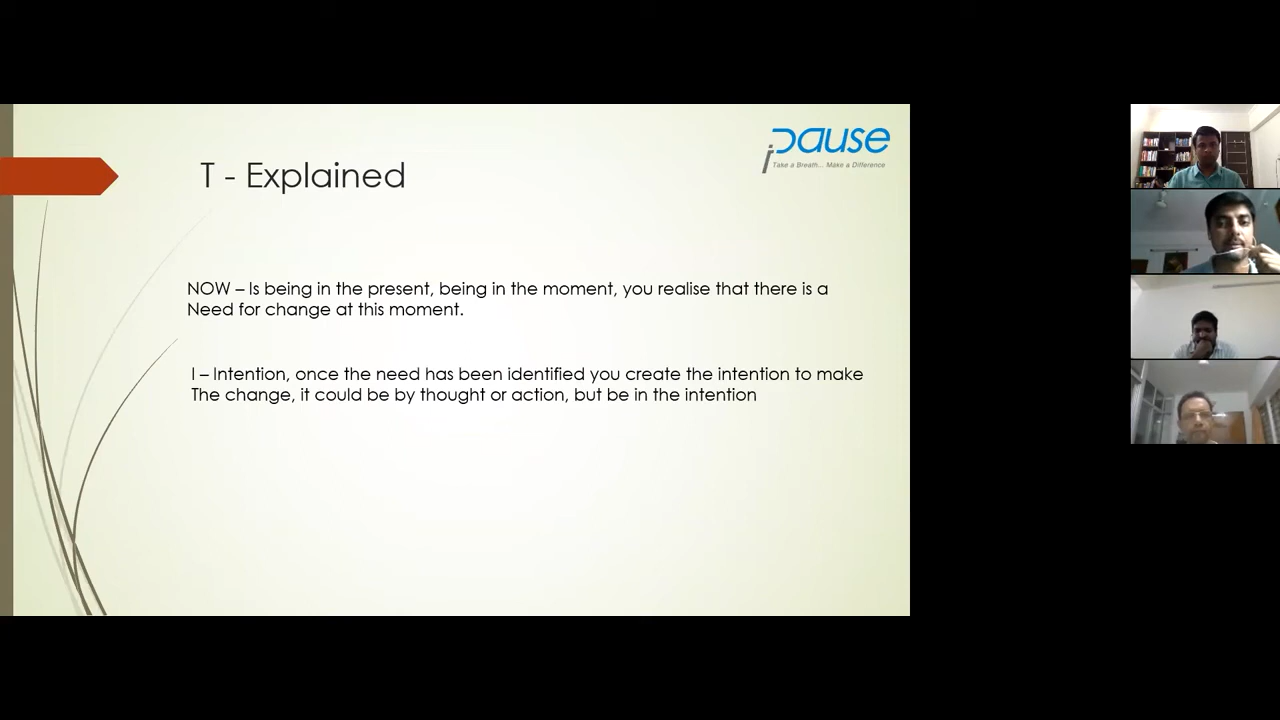 T - Explained
ipause
Take a Breath... Make a Difference
NOW – Is being in the present, being in the moment, you realise that there is a
Need for change at this moment.
I – Intention, once the need has been identified you create the intention to make
The change, it could be by thought or action, but be in the intention